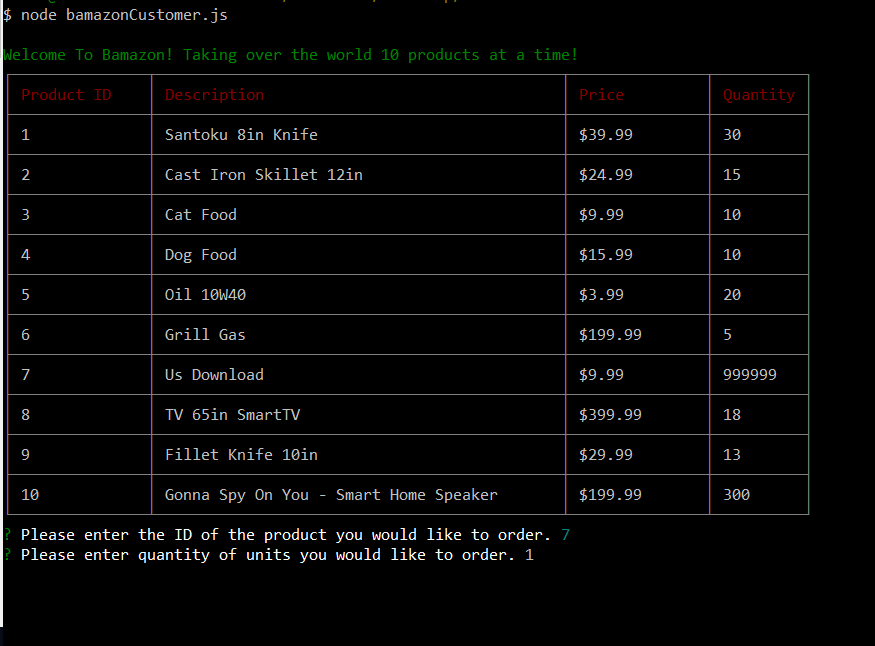 $ node bamazonCustomer.js
Welcome To Bamazon! Taking over the world 10 products at a time!
Product ID Description Price Quantity
1 Santoku 8in Knife $39.99 30
2 Cast Iron Skillet 12in $24.99 15
3 Cat Food $9.99 10
4 Dog Food $15.99 10
5 Oil 10W40 $3.99 20
6 Grill Gas $199.99 5
7 Us Download $9.99 999999
8 TV 65in SmartTV $399.99 18
9 Fillet Knife 10in $29.99 13
10 Gonna Spy On You - Smart Home Speaker $199.99 300
? Please enter the ID of the product you would like to order. 7
? Please enter quantity of units you would like to order. 1